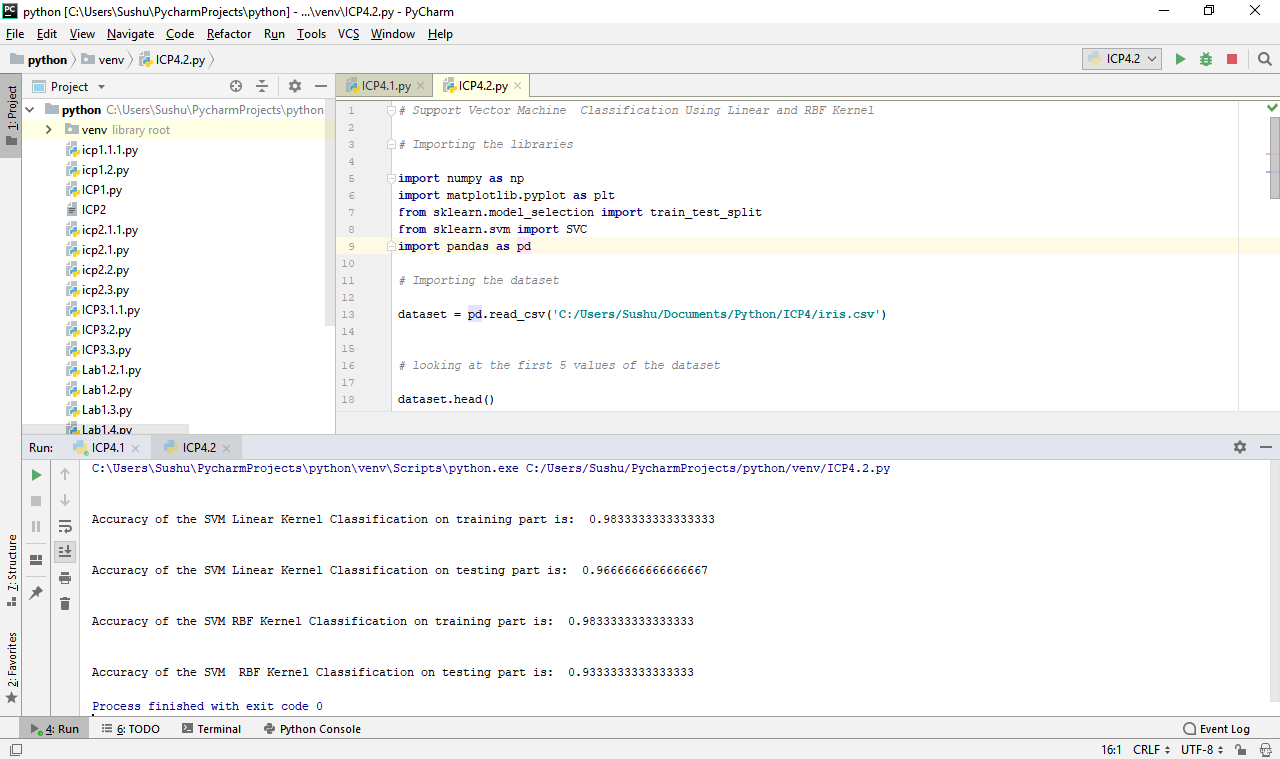 python [C:\Users\Sushu\PycharmProjects\python] - ...\venv\ICP4.2.py - PyCharm
File Edit View Navigate Code Refactor Run Tools VCS Window Help
python venv ICP4.2.py ICP4.2
1: Project
Project
ICP4.1.py ICP4.2.py
python C:\Users\Sushu\PycharmProjects\python
venv library root
icp1.1.1.py
icp1.2.py
ICP1.py
ICP2
icp2.1.1.py
icp2.1.py
icp2.2.py
icp2.3.py
ICP3.1.1.py
ICP3.2.py
ICP3.3.py
Lab1.2.1.py
Lab1.2.py
Lab1.3.py
Lab1.4.py
1 # Support Vector Machine  Classification Using Linear and RBF Kernel
2
3 # Importing the libraries
4
5 import numpy as np
6 import matplotlib.pyplot as plt
7 from sklearn.model_selection import train_test_split
8 from sklearn.svm import SVC
9 import pandas as pd
10
11 # Importing the dataset
12
13 dataset = pd.read_csv('C:/Users/Sushu/Documents/Python/ICP4/iris.csv')
14
15
16 # looking at the first 5 values of the dataset
17
18 dataset.head()
Run: ICP4.1 ICP4.2
C:\Users\Sushu\PycharmProjects\python\venv\Scripts\python.exe C:/Users/Sushu/PycharmProjects/python/venv/ICP4.2.py
Accuracy of the SVM Linear Kernel Classification on training part is:  0.9833333333333333
Accuracy of the SVM Linear Kernel Classification on testing part is:  0.9666666666666667
Accuracy of the SVM RBF Kernel Classification on training part is:  0.9833333333333333
Accuracy of the SVM  RBF Kernel Classification on testing part is:  0.9333333333333333
Process finished with exit code 0
7: Structure
2: Favorites
4: Run 6: TODO Terminal Python Console Event Log
16:1 CRLF UTF-8